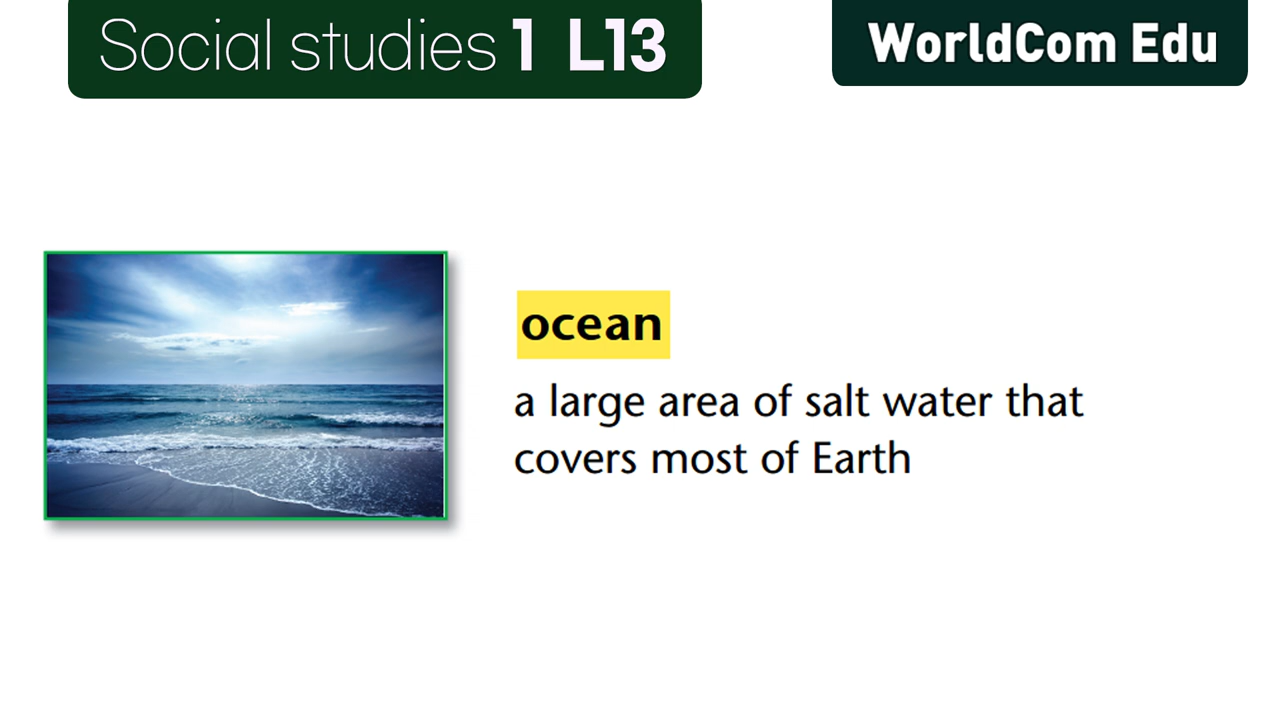 Social studies 1 L13
WorldCom Edu
ocean
a large area of salt water that
covers most of Earth